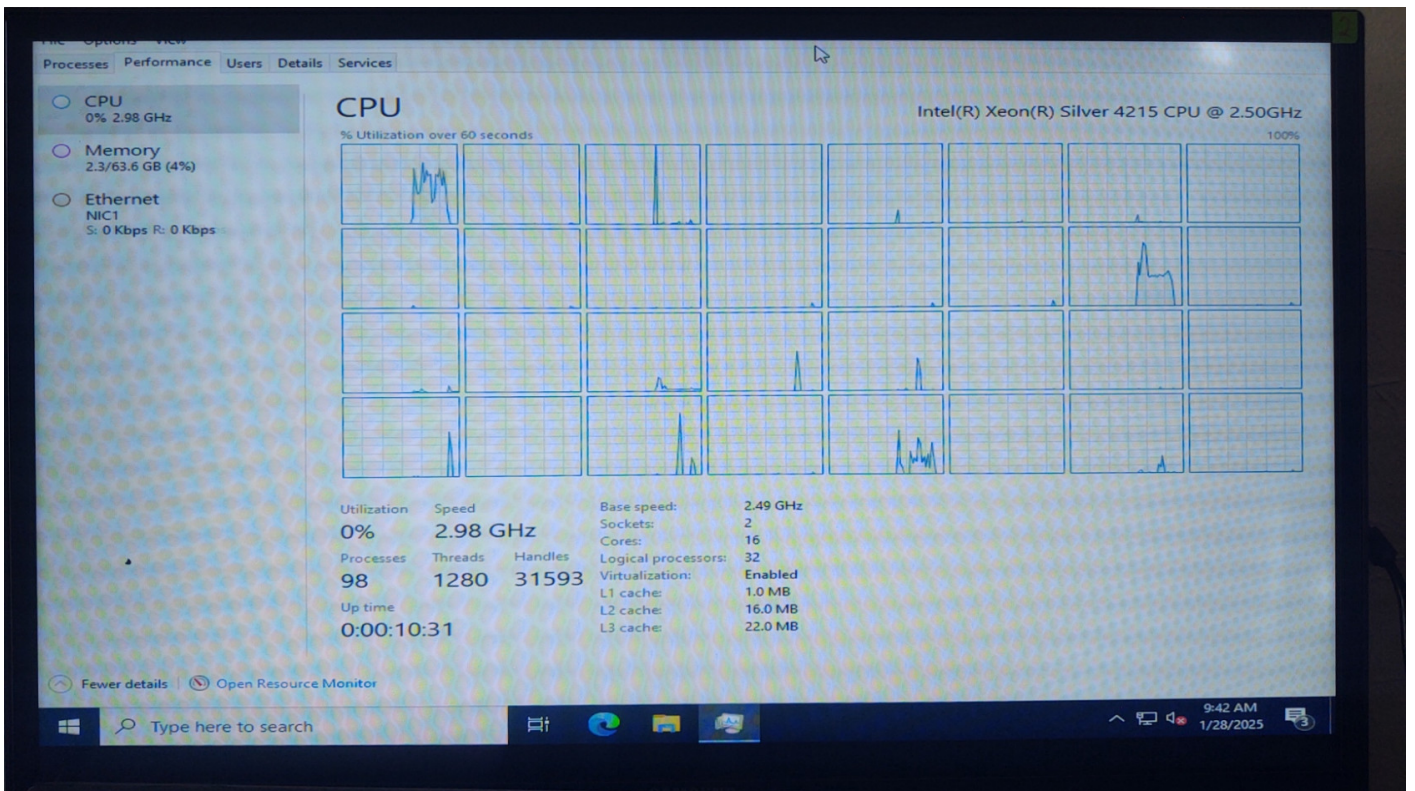 File Options View
Processes Performance Users Details Services
CPU
0% 2.98 GHz
Memory
2.3/63.6 GB (4%)
Ethernet
NIC1
S: 0 Kbps R: 0 Kbps
CPU
Intel(R) Xeon(R) Silver 4215 CPU @ 2.50GHz
% Utilization over 60 seconds
100%
Utilization
0%
Speed
2.98 GHz
Processes
98
Threads
1280
Handles
31593
Up time
0:00:10:31
Base speed: 2.49 GHz
Sockets: 2
Cores: 16
Logical processors: 32
Virtualization: Enabled
L1 cache: 1.0 MB
L2 cache: 16.0 MB
L3 cache: 22.0 MB
Fewer details
Open Resource Monitor
Type here to search
9:42 AM
1/28/2025
3
2